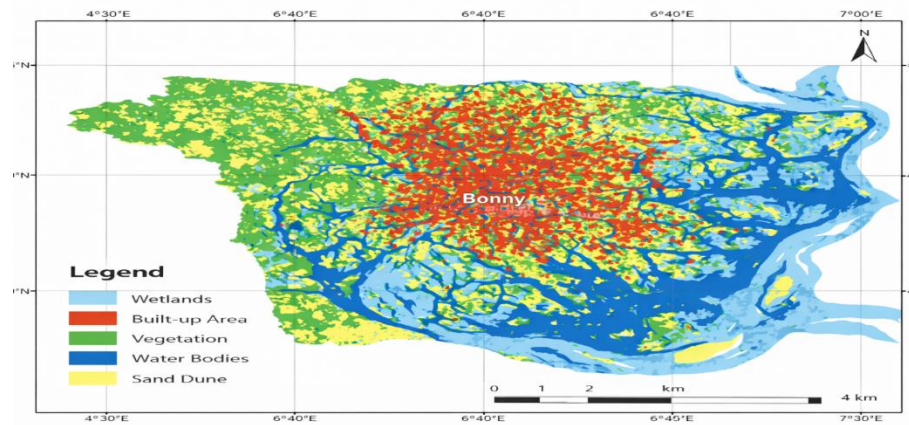 4°30'E 6°40'E 6°40'E 6°40'E 7°00'E
N
°N
°N
Bonny
Legend
°N
Wetlands
Built-up Area
Vegetation
Water Bodies
Sand Dune
0 1 2 km 4 km
4°30'E 6°40'E 6°40'E 6°45'E 7°30'E